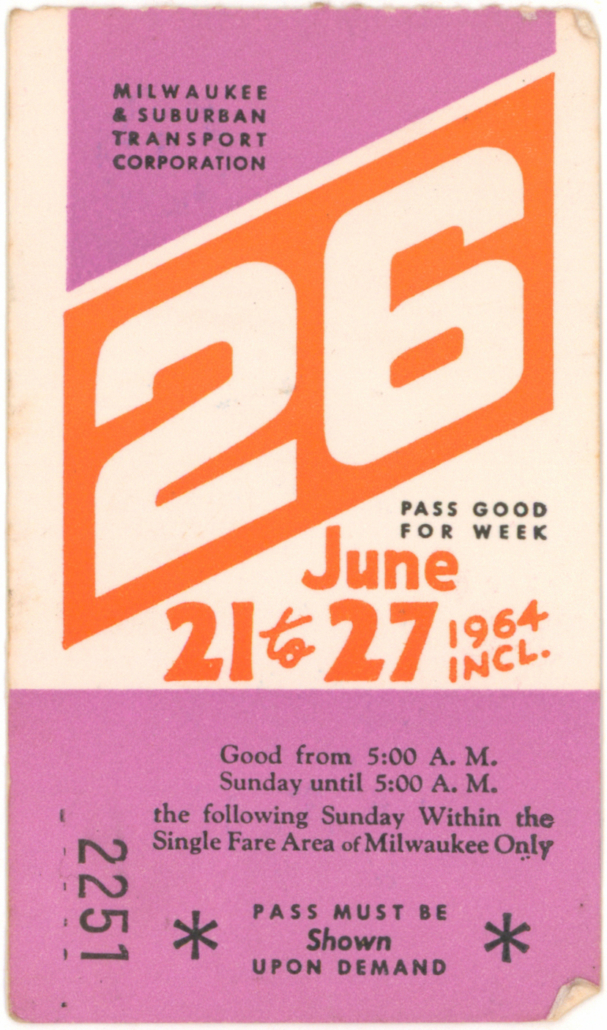 MILWAUKEE
& SUBURBAN
TRANSPORT
CORPORATION
26
PASS GOOD
FOR WEEK
June
21 to 27 1964
INCL.
Good from 5:00 A. M.
Sunday until 5:00 A. M.
the following Sunday Within the
Single Fare Area of Milwaukee Only
2251
* PASS MUST BE *
Shown
UPON DEMAND